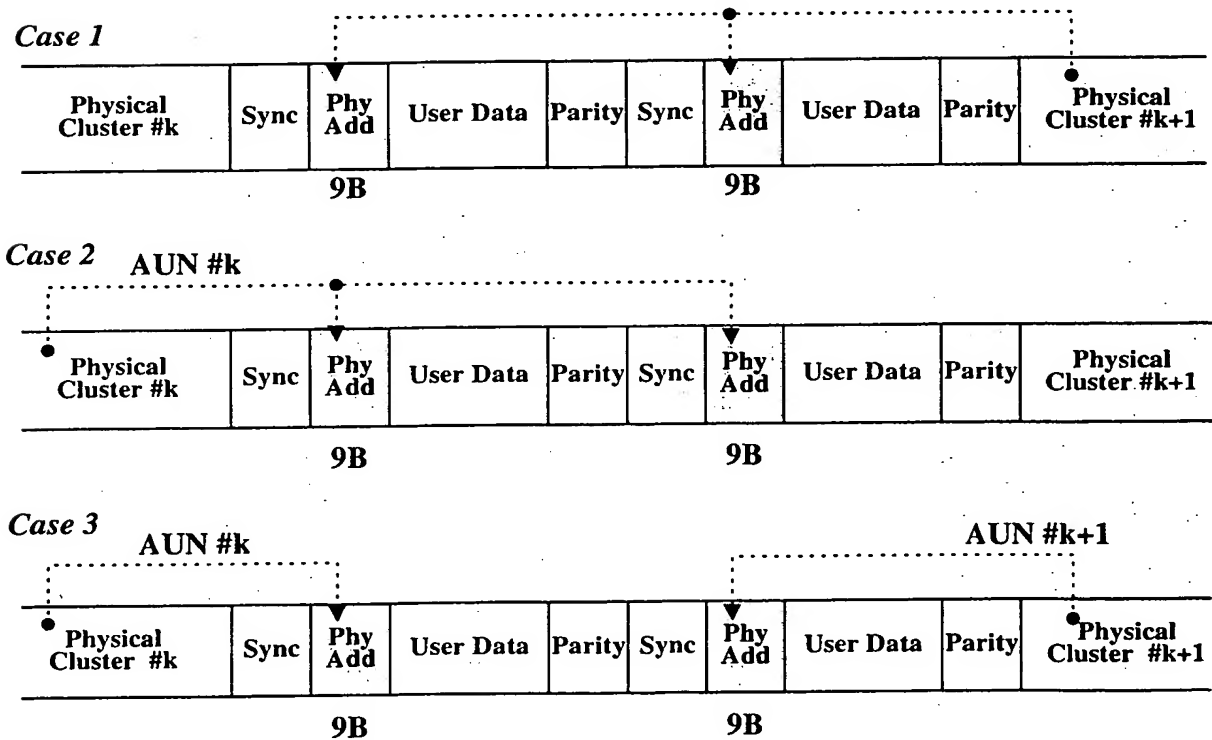 Case 1
Physical Cluster #k Sync Phy Add User Data Parity Sync Phy Add User Data Parity Physical Cluster #k+1
9B 9B
Case 2
AUN #k
Physical Cluster #k Sync Phy Add User Data Parity Sync Phy Add User Data Parity Physical Cluster #k+1
9B 9B
Case 3
AUN #k AUN #k+1
Physical Cluster #k Sync Phy Add User Data Parity Sync Phy Add User Data Parity Physical Cluster #k+1
9B 9B